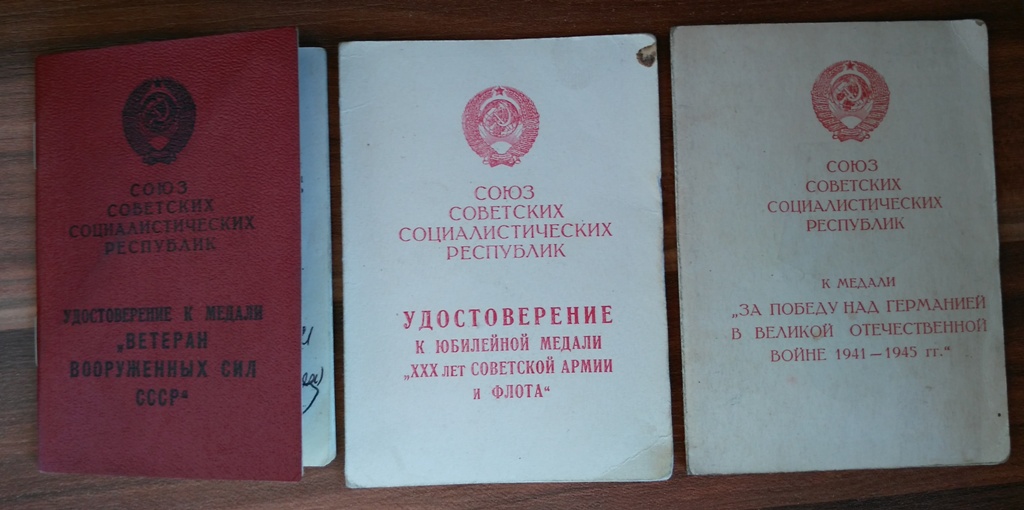 СОЮЗ
СОВЕТСКИХ
СОЦИАЛИСТИЧЕСКИХ
РЕСПУБЛИК
УДОСТОВЕРЕНИЕ К МЕДАЛИ
„ВЕТЕРАН
ВООРУЖЕННЫХ СИЛ
СССР“
СОЮЗ
СОВЕТСКИХ
СОЦИАЛИСТИЧЕСКИХ
РЕСПУБЛИК
УДОСТОВЕРЕНИЕ
К ЮБИЛЕЙНОЙ МЕДАЛИ
„XXX ЛЕТ СОВЕТСКОЙ АРМИИ
И ФЛОТА“
СОЮЗ
СОВЕТСКИХ
СОЦИАЛИСТИЧЕСКИХ
РЕСПУБЛИК
К МЕДАЛИ
„ЗА ПОБЕДУ НАД ГЕРМАНИЕЙ
В ВЕЛИКОЙ ОТЕЧЕСТВЕННОЙ
ВОЙНЕ 1941—1945 гг.“